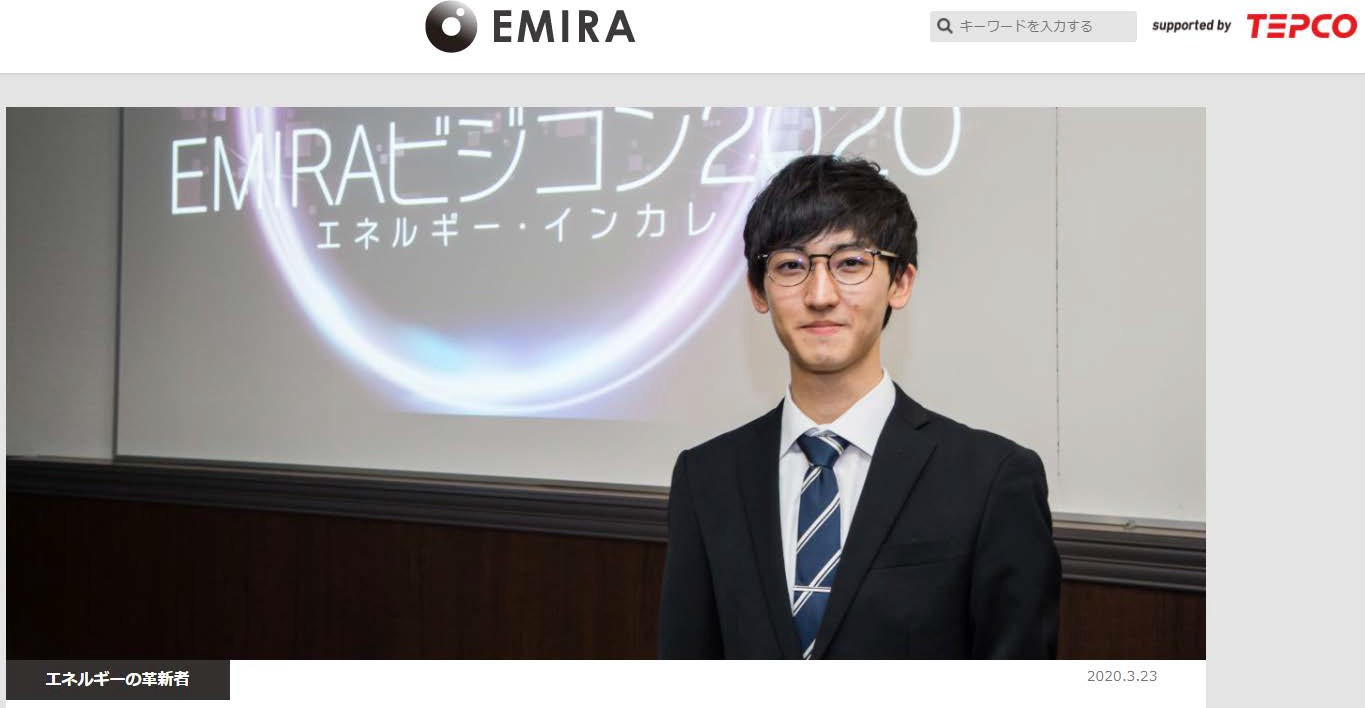 EMIRA
キーワードを入力する
supported by TEPCO
EMIRAビジコン2020
エネルギー・インカレ
エネルギーの革新者
2020.3.23